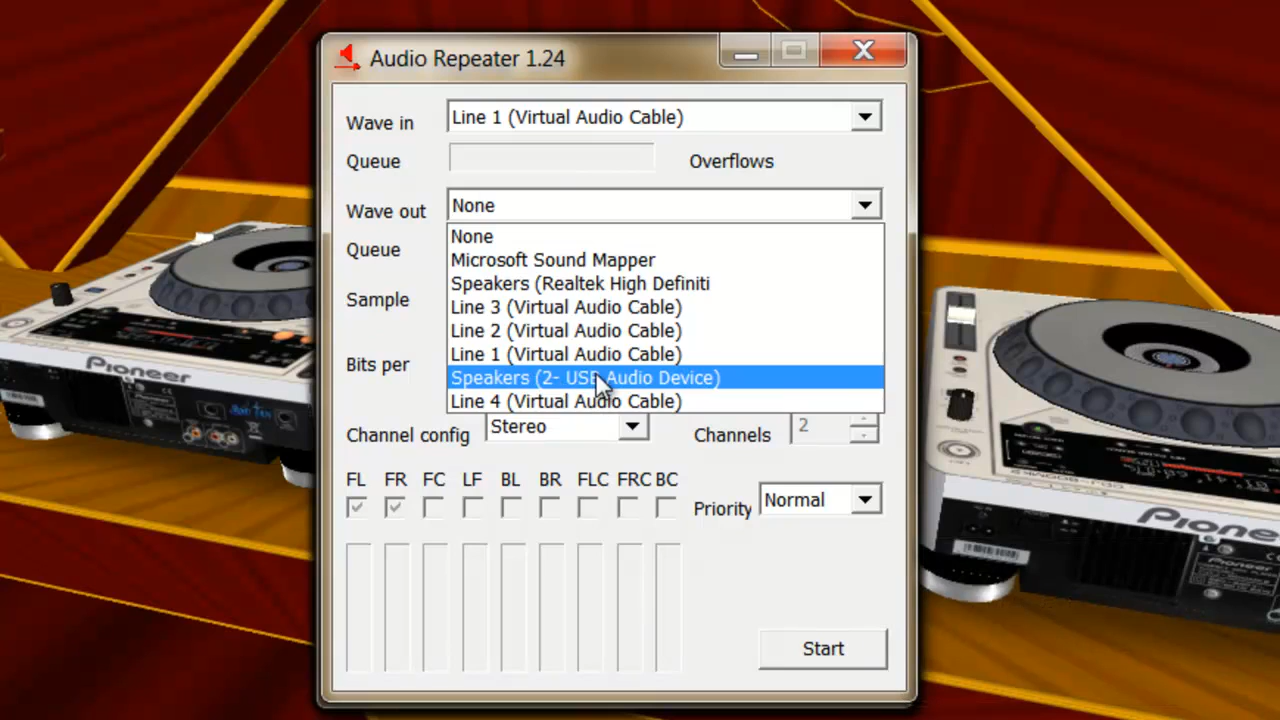 Audio Repeater 1.24
Wave in
Line 1 (Virtual Audio Cable)
Queue
Overflows
Wave out
None
None
Queue
Microsoft Sound Mapper
Speakers (Realtek High Definiti
Sample
Line 3 (Virtual Audio Cable)
Line 2 (Virtual Audio Cable)
Line 1 (Virtual Audio Cable)
Bits per
Speakers (2- USB Audio Device)
Line 4 (Virtual Audio Cable)
Channel config
Stereo
Channels
2
FL FR FC LF BL BR FLC FRC BC
Priority
Normal
Start
Pioneer
Pione